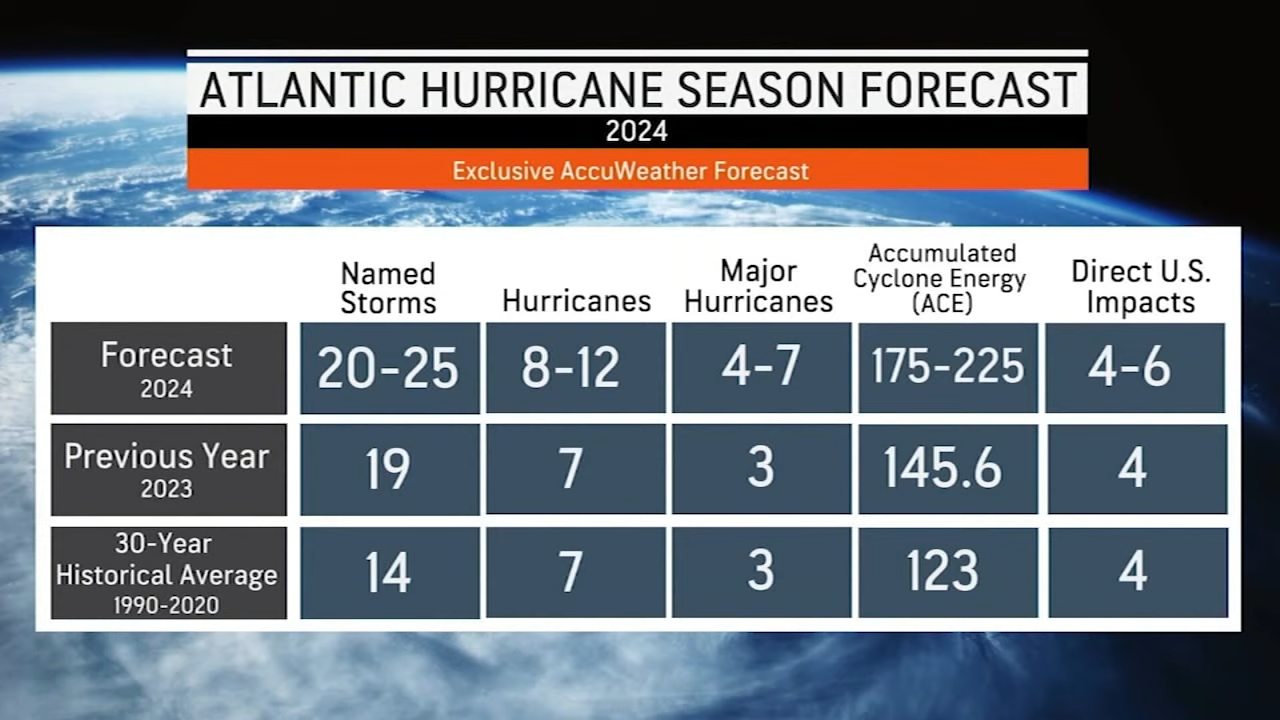 ATLANTIC HURRICANE SEASON FORECAST
2024
Exclusive AccuWeather Forecast
Named
Storms
Hurricanes
Major
Hurricanes
Accumulated
Cyclone Energy
(ACE)
Direct U.S.
Impacts
Forecast
2024
20-25
8-12
4-7
175-225
4-6
Previous Year
2023
19
7
3
145.6
4
30-Year
Historical Average
1990-2020
14
7
3
123
4